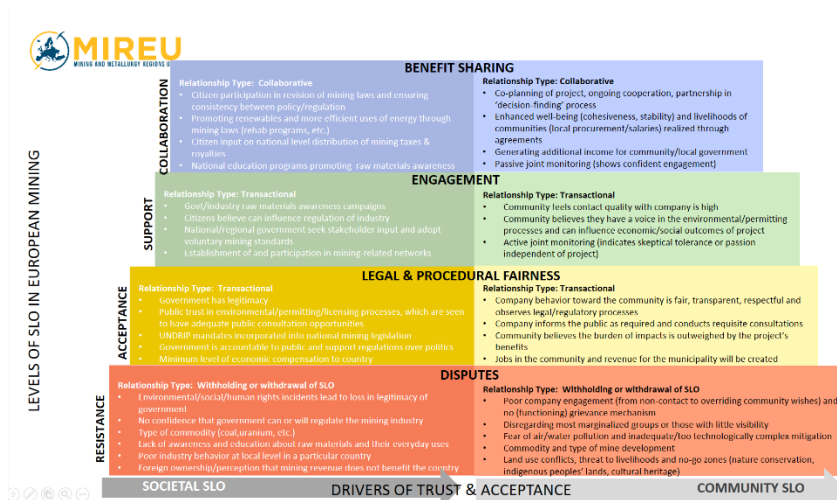 MIREU
MINING AND METALLURGY REGIONS O
LEVELS OF SLO IN EUROPEAN MINING
BENEFIT SHARING
COLLABORATION
Relationship Type: Collaborative
• Citizen participation in revision of mining laws and ensuring
consistency between policy/regulation
• Promoting renewables and more efficient uses of energy through
mining laws (rehab programs, etc.)
• Citizen input on national level distribution of mining taxes &
royalties
• National education programs promoting raw materials awareness
Relationship Type: Collaborative
• Co-planning of project, ongoing cooperation, partnership in
'decision-finding' process
• Enhanced well-being (cohesiveness, stability) and livelihoods of
communities (local procurement/salaries) realized through
agreements
• Generating additional income for community/local government
• Passive joint monitoring (shows confident engagement)
ENGAGEMENT
SUPPORT
Relationship Type: Transactional
• Govt/industry raw materials awareness campaigns
• Citizens believe can influence regulation of industry
• National/regional government seek stakeholder input and adopt
voluntary mining standards
• Establishment of and participation in mining-related networks
Relationship Type: Transactional
• Community feels contact quality with company is high
• Community believes they have a voice in the environmental/permitting
processes and can influence economic/social outcomes of project
• Active joint monitoring (indicates skeptical tolerance or passion
independent of project)
LEGAL & PROCEDURAL FAIRNESS
ACCEPTANCE
Relationship Type: Transactional
• Government has legitimacy
• Public trust in environmental/permitting/licensing processes, which are seen
to have adequate public consultation opportunities
• UNDRIP mandates incorporated into national mining legislation
• Government is accountable to public and support regulations over politics
• Minimum level of economic compensation to country
Relationship Type: Transactional
• Company behavior toward the community is fair, transparent, respectful and
observes legal/regulatory processes
• Company informs the public as required and conducts requisite consultations
• Community believes the burden of impacts is outweighed by the project's
benefits
• Jobs in the community and revenue for the municipality will be created
DISPUTES
RESISTANCE
Relationship Type: Withholding or withdrawal of SLO
• Environmental/social/human rights incidents lead to loss in legitimacy of
government
• No confidence that government can or will regulate the mining industry
• Type of commodity (coal,uranium, etc.)
• Lack of awareness and education about raw materials and their everyday uses
• Poor industry behavior at local level in a particular country
• Foreign ownership/perception that mining revenue does not benefit the country
Relationship Type: Withholding or withdrawal of SLO
• Poor company engagement (from non-contact to overriding community wishes) and
no (functioning) grievance mechanism
• Disregarding most marginalized groups or those with little visibility
• Fear of air/water pollution and inadequate/too technologically complex mitigation
• Commodity and type of mine development
• Land use conflicts, threat to livelihoods and no-go zones (nature conservation,
indigenous peoples' lands, cultural heritage)
SOCIETAL SLO
DRIVERS OF TRUST & ACCEPTANCE
COMMUNITY SLO